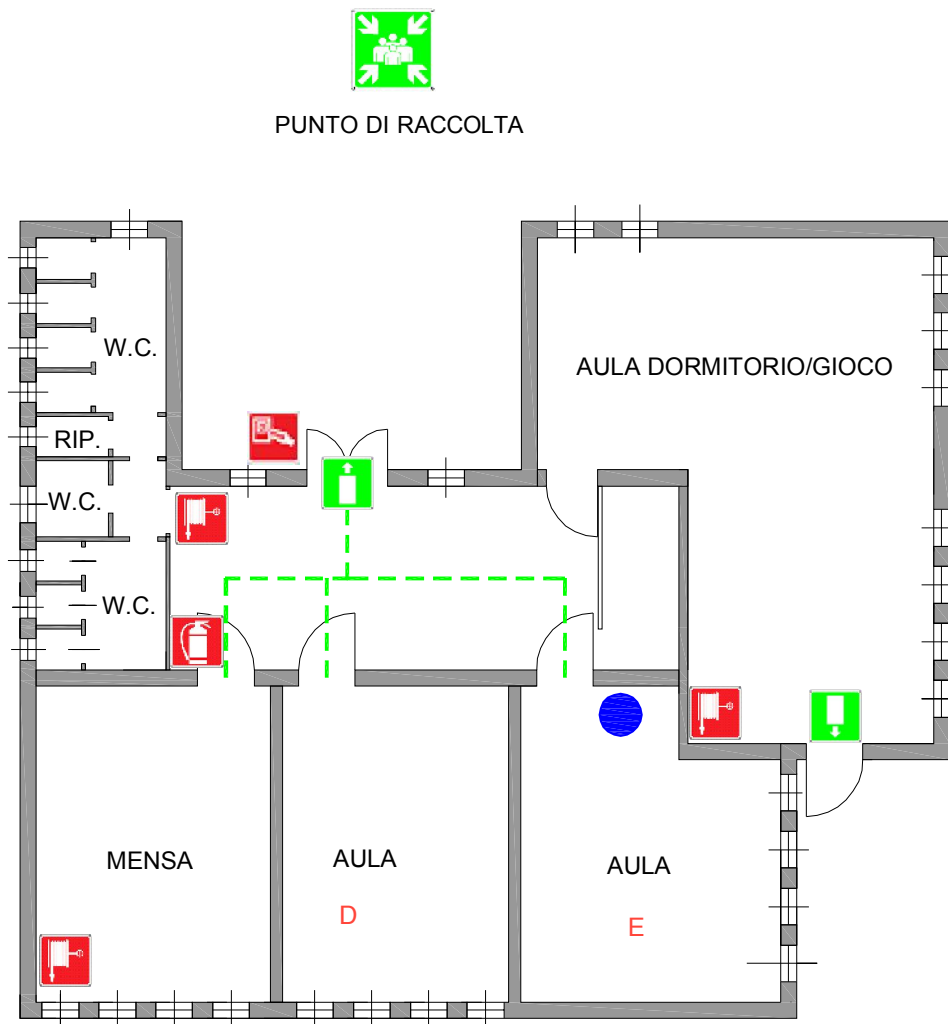 PUNTO DI RACCOLTA
W.C.
AULA DORMITORIO/GIOCO
RIP.
W.C.
W.C.
MENSA
AULA
AULA
D
E